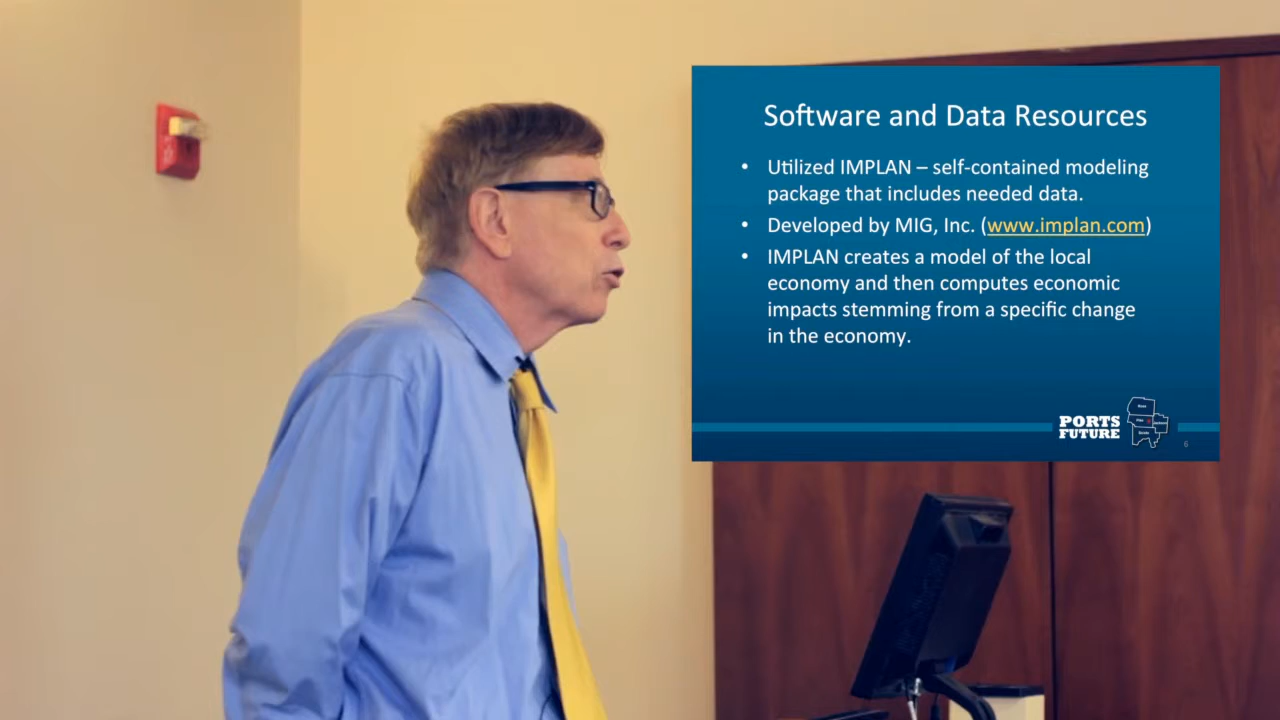 Software and Data Resources
• Utilized IMPLAN – self-contained modeling
package that includes needed data.
• Developed by MIG, Inc. (www.implan.com)
• IMPLAN creates a model of the local
economy and then computes economic
impacts stemming from a specific change
in the economy.
PORTS
FUTURE
6